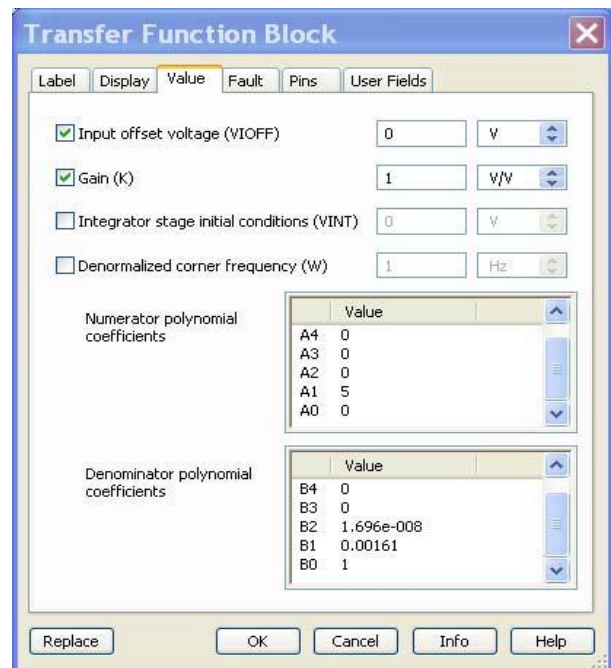 Transfer Function Block
Label Display Value Fault Pins User Fields
Input offset voltage (VIOFF) 0 V
Gain (K) 1 V/V
Integrator stage initial conditions (VINT) 0 V
Denormalized corner frequency (W) 1 Hz
Numerator polynomial
coefficients
Value
A4 0
A3 0
A2 0
A1 5
A0 0
Denominator polynomial
coefficients
Value
B4 0
B3 0
B2 1.696e-008
B1 0.00161
B0 1
Replace OK Cancel Info Help